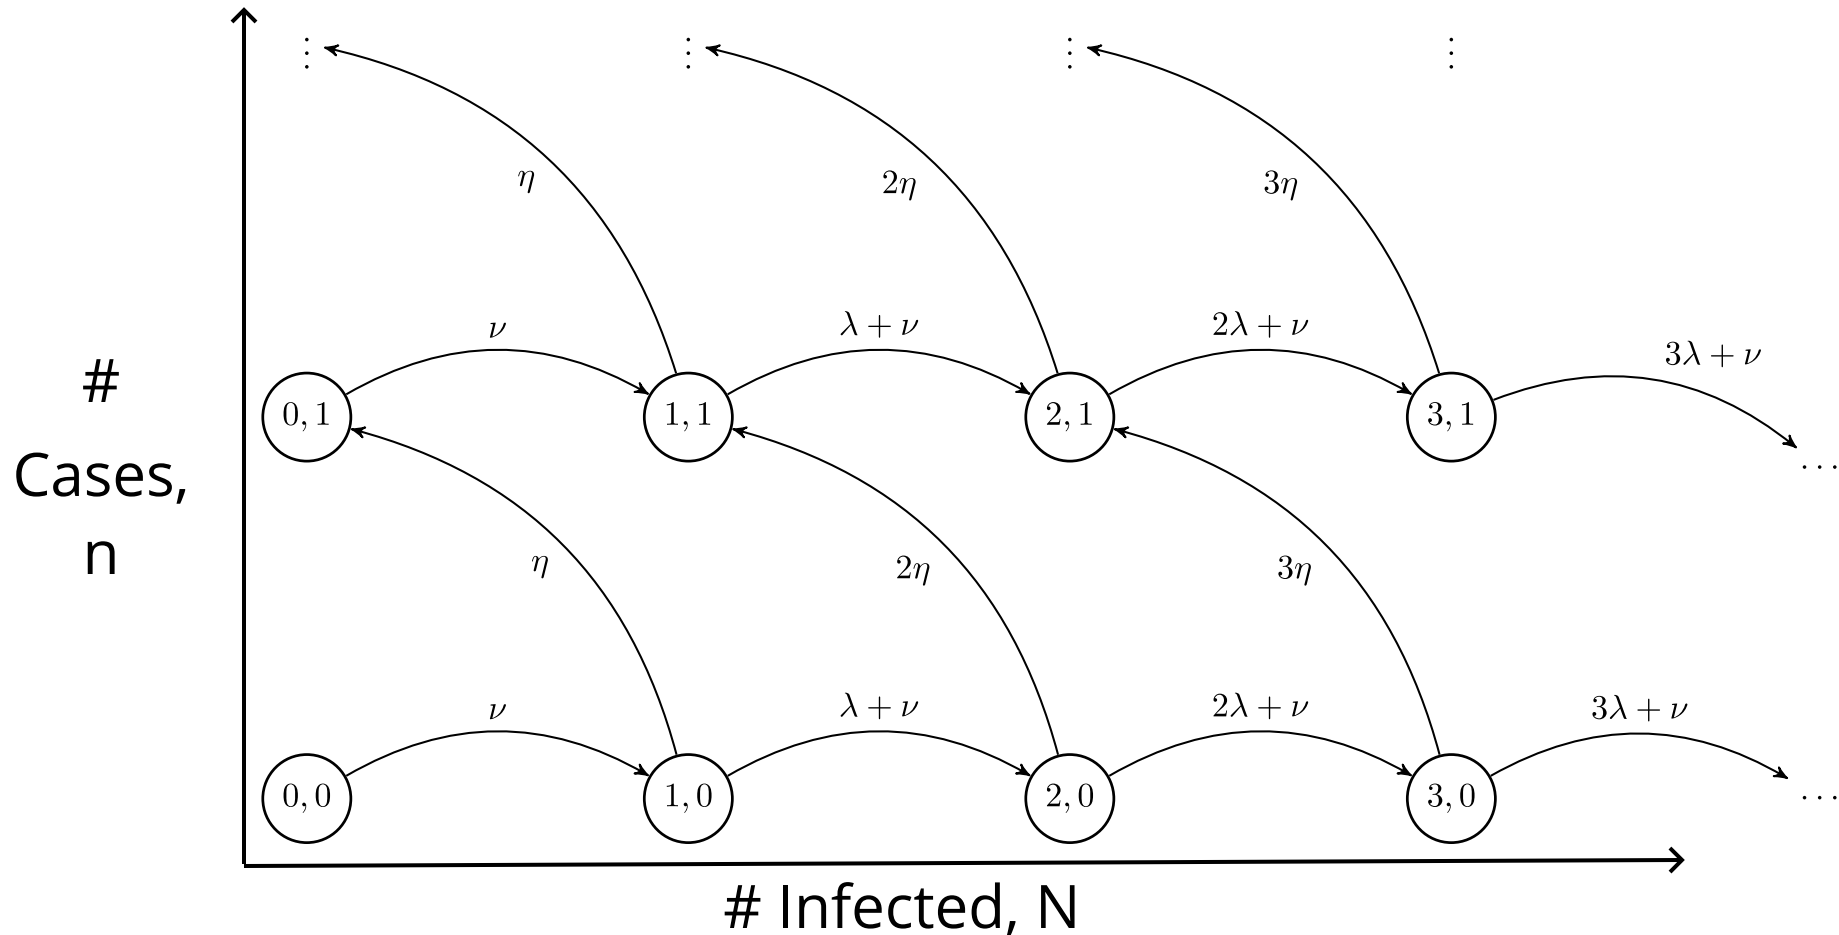 ⋮ ⋮ ⋮ ⋮
η 2η 3η
ν λ + ν 2λ + ν 3λ + ν
0, 1 1, 1 2, 1 3, 1 ...
#
Cases,
n
η 2η 3η
ν λ + ν 2λ + ν 3λ + ν
0, 0 1, 0 2, 0 3, 0 ...
# Infected, N